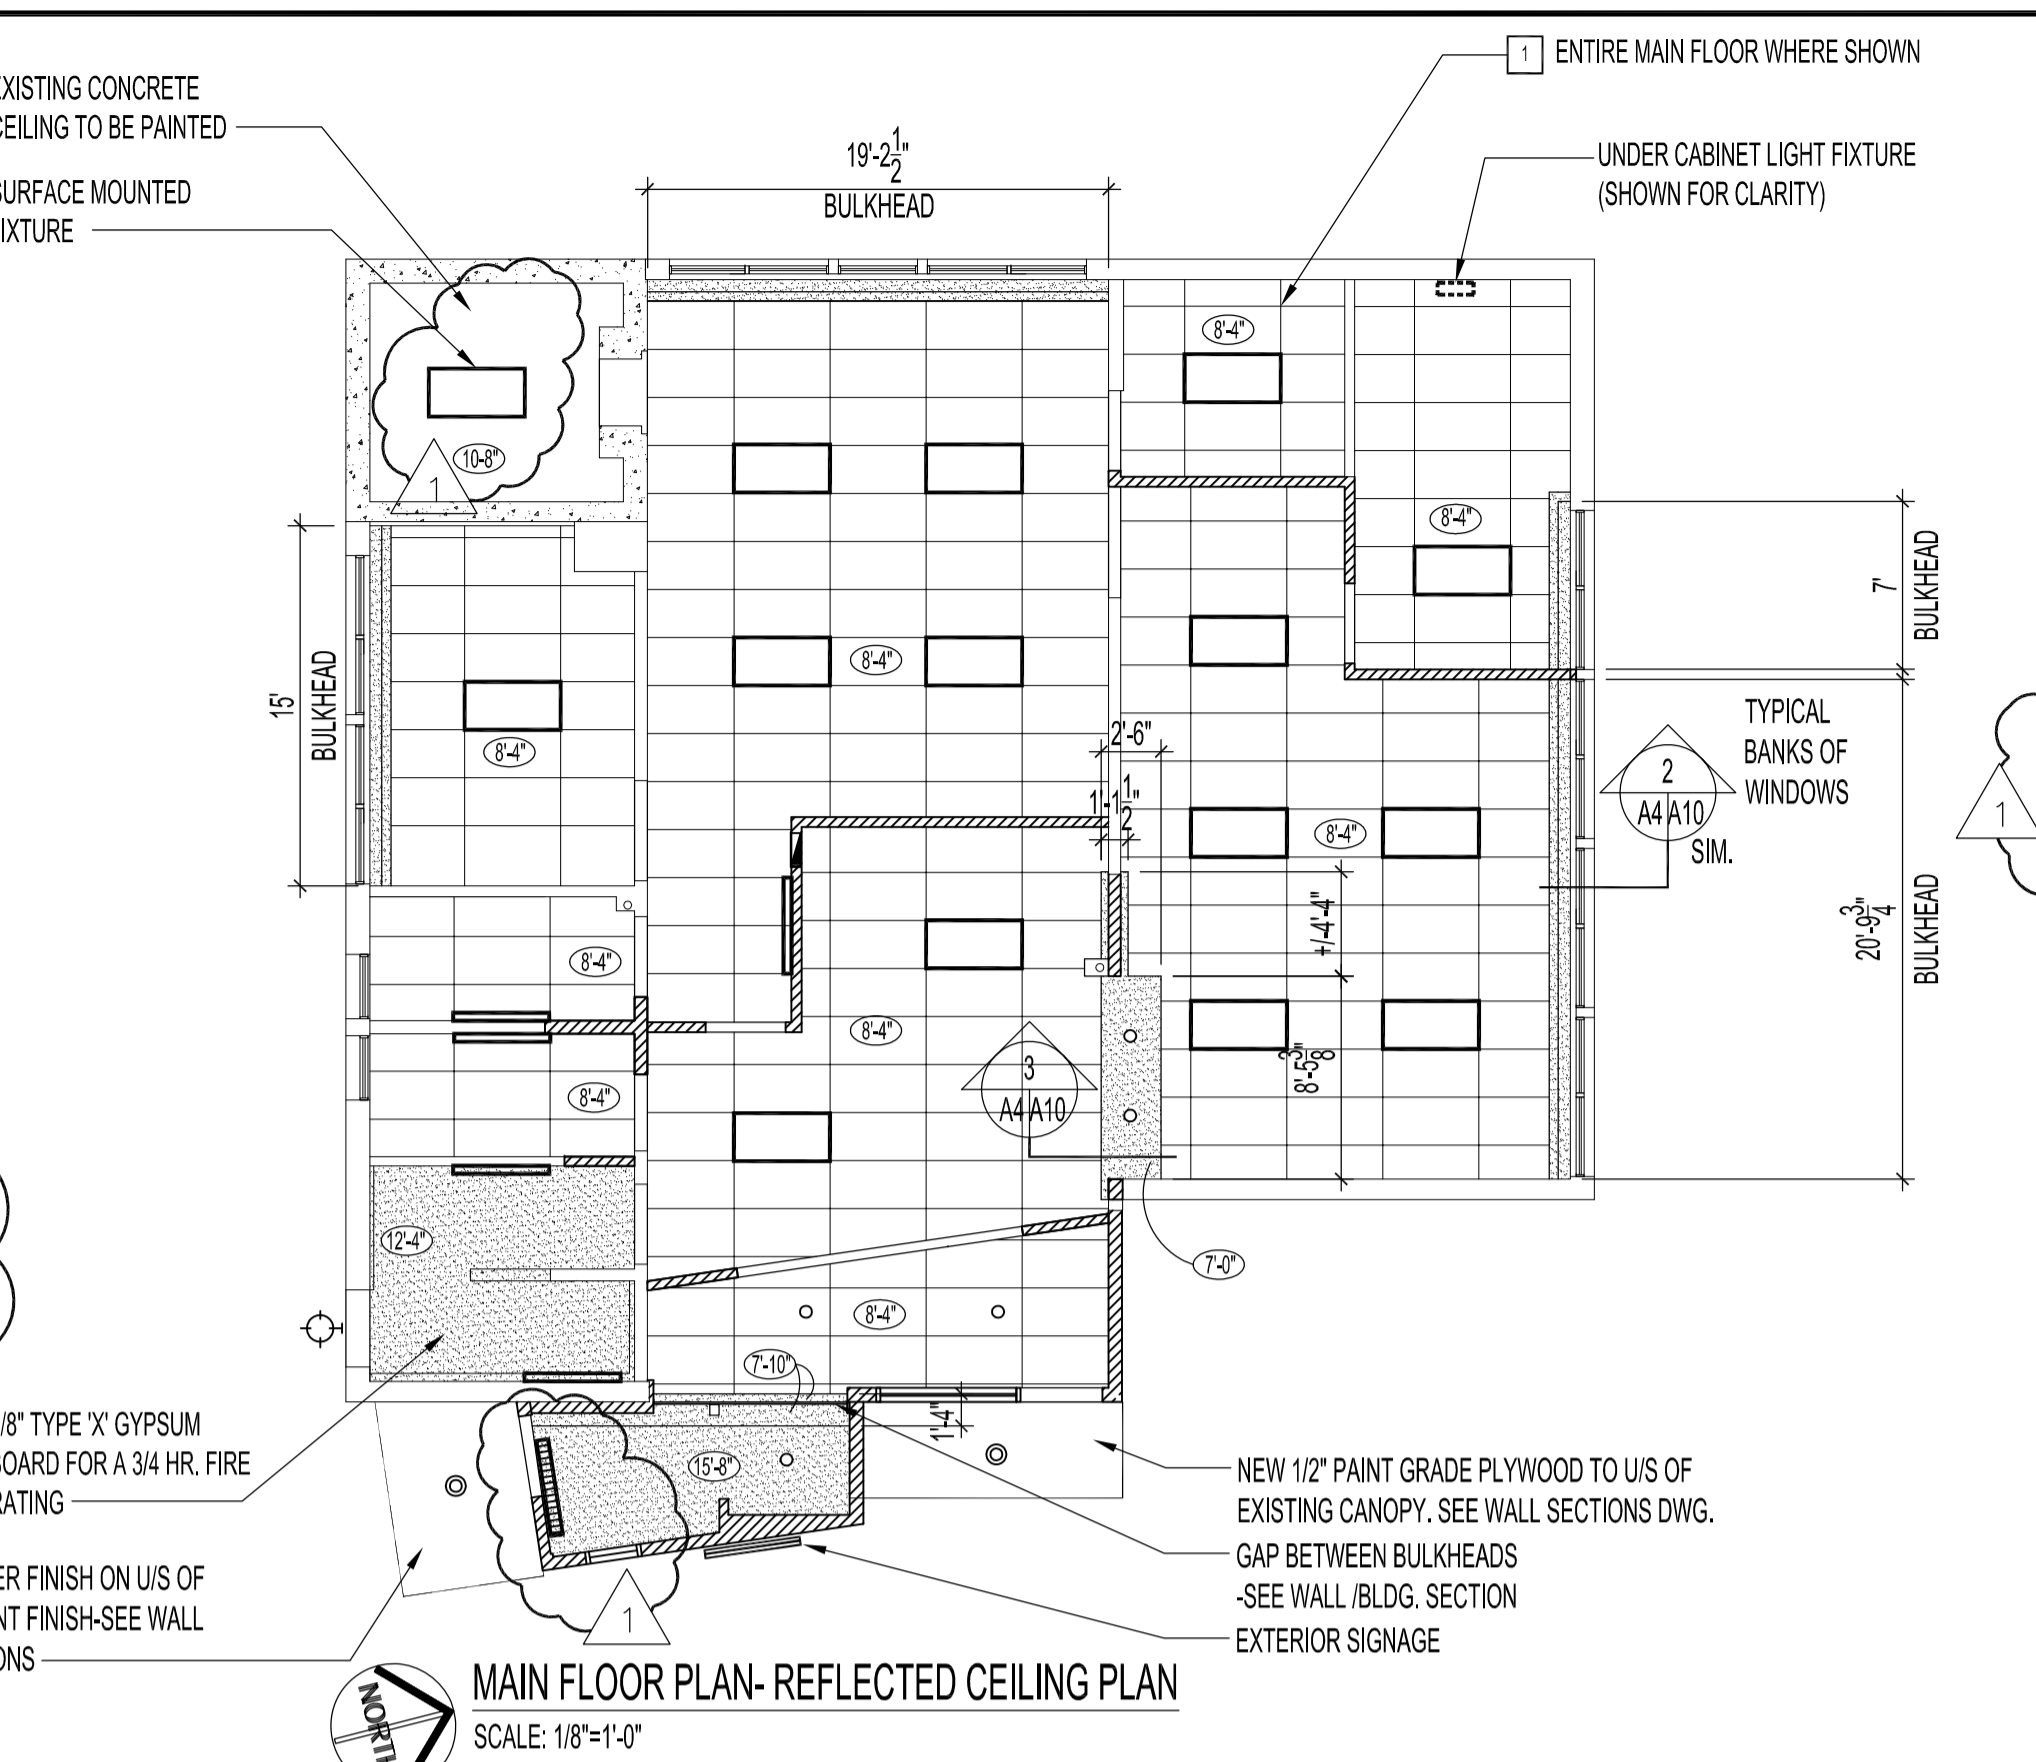 1 ENTIRE MAIN FLOOR WHERE SHOWN
EXISTING CONCRETE
CEILING TO BE PAINTED
SURFACE MOUNTED
FIXTURE
19'-2 1/2"
BULKHEAD
UNDER CABINET LIGHT FIXTURE
(SHOWN FOR CLARITY)
8'-4"
10-8"
1
8'-4"
7'
BULKHEAD
15'
BULKHEAD
8'-4"
8'-4"
2'-6"
1'-1 1/2"
8'-4"
TYPICAL
BANKS OF
WINDOWS
2
A4 A10
SIM.
1
+/-4'-4"
20'-9 3/4"
BULKHEAD
8'-4"
8'-4"
3
A4 A10
8'-5 3/8"
8'-4"
12'-4"
7'-0"
8'-4"
7'-10"
1'-4"
15'-8"
/8" TYPE 'X' GYPSUM
BOARD FOR A 3/4 HR. FIRE
RATING
NEW 1/2" PAINT GRADE PLYWOOD TO U/S OF
EXISTING CANOPY. SEE WALL SECTIONS DWG.
GAP BETWEEN BULKHEADS
-SEE WALL /BLDG. SECTION
EXTERIOR SIGNAGE
ER FINISH ON U/S OF
NT FINISH-SEE WALL
ONS
1
NORTH
MAIN FLOOR PLAN- REFLECTED CEILING PLAN
SCALE: 1/8"=1'-0"